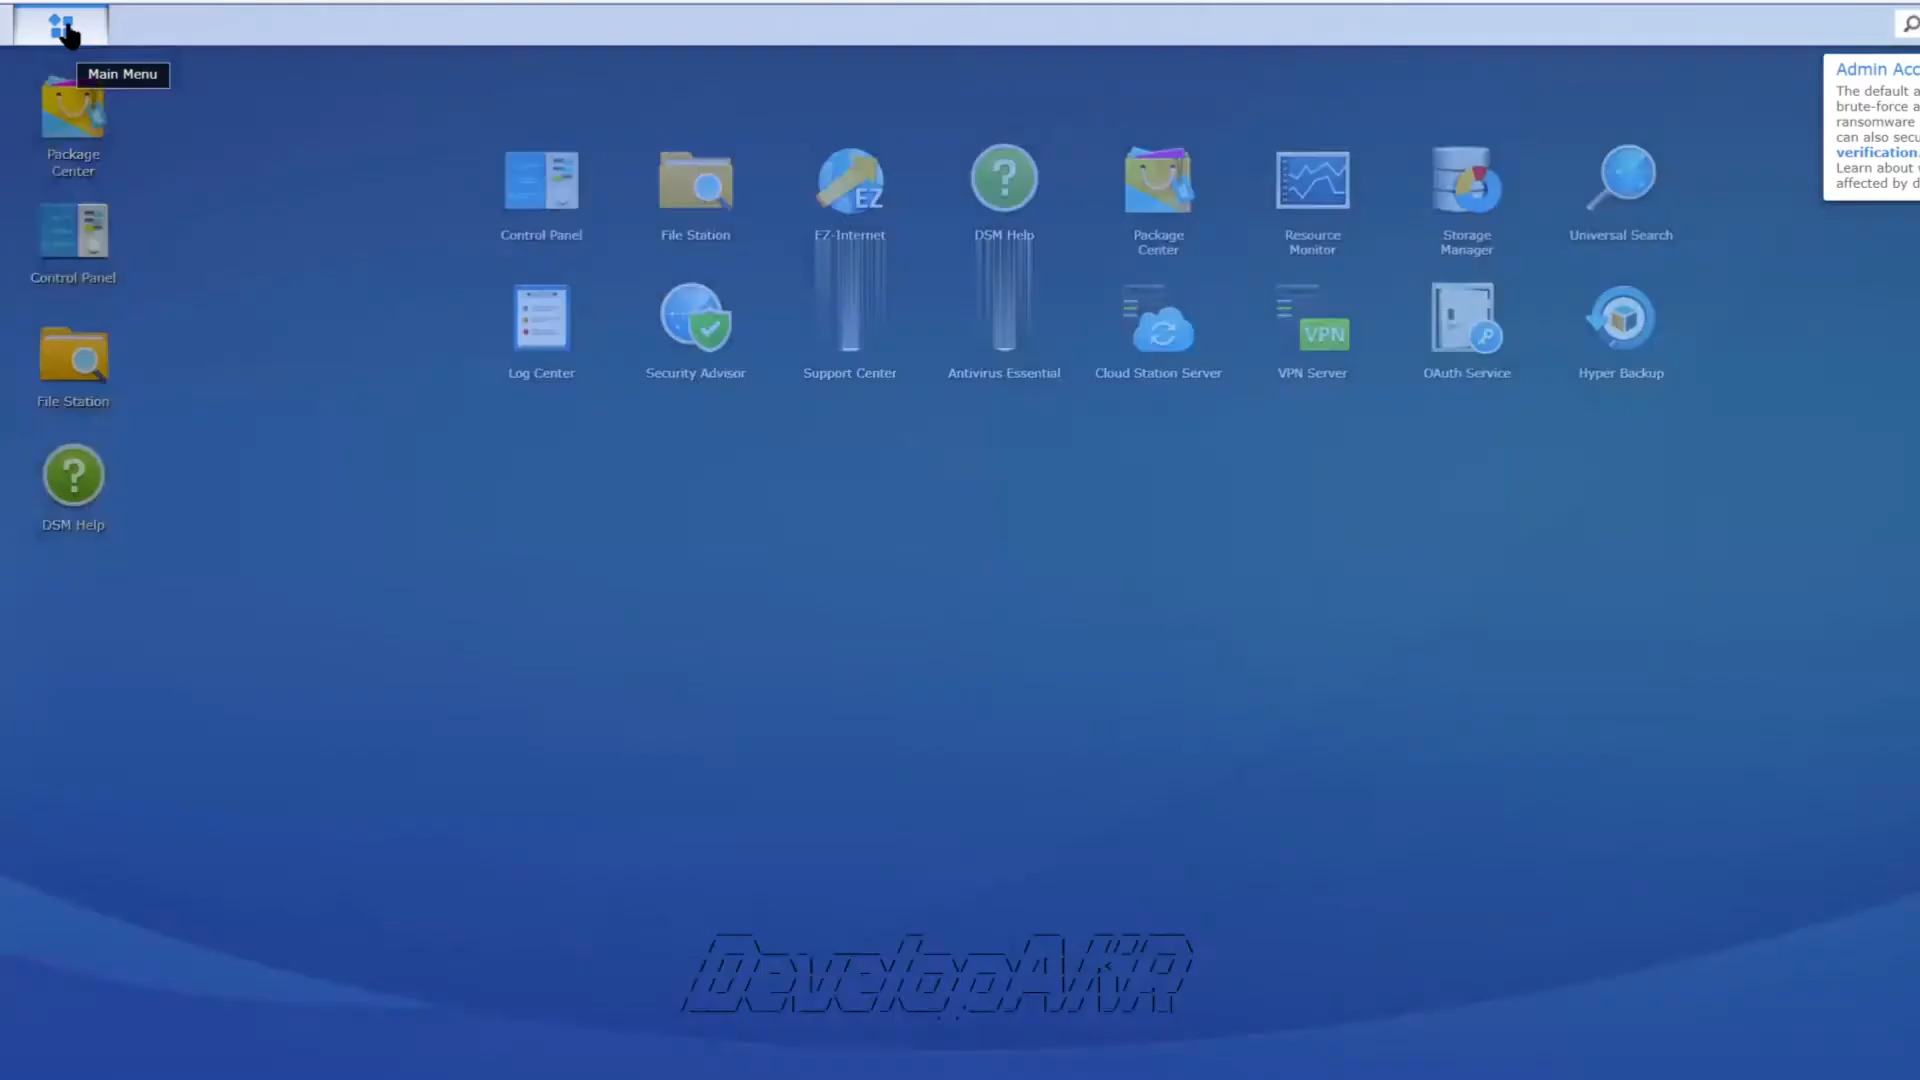 Main Menu
Admin Acc
The default a
brute-force a
ransomware
can also secu
verification.
Learn about
affected by d
Package
Center
Control Panel
File Station
DSM Help
Control Panel
File Station
EZ
EZ-Internet
DSM Help
Package
Center
Resource
Monitor
Storage
Manager
Universal Search
Log Center
Security Advisor
Support Center
Antivirus Essential
Cloud Station Server
VPN
VPN Server
OAuth Service
Hyper Backup
DevelopAKR